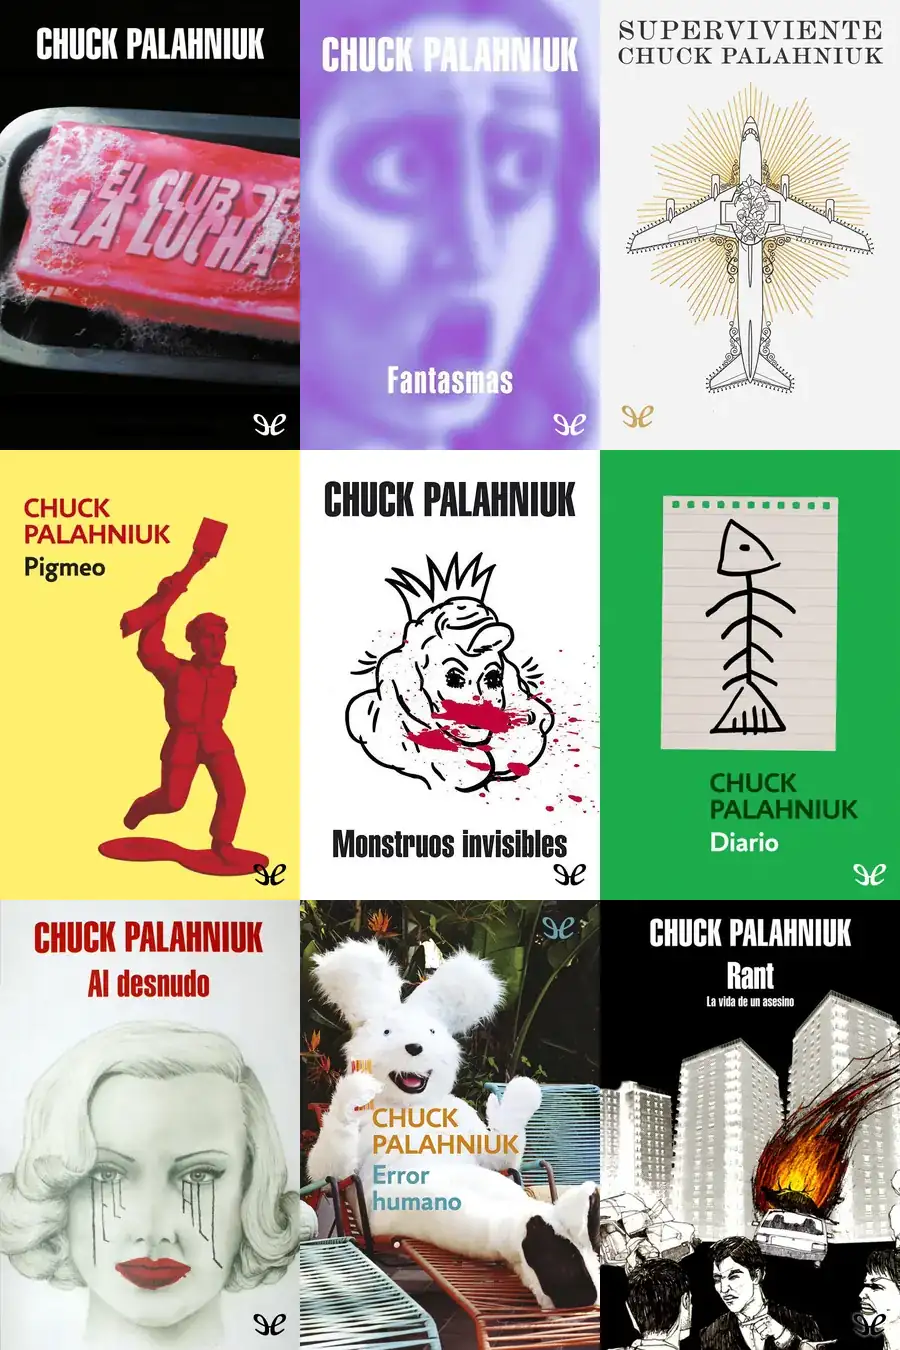 CHUCK PALAHNIUK
EL CLUB DE
LA LUCHA
CHUCK PALAHNIUK
Fantasmas
SUPERVIVIENTE
CHUCK PALAHNIUK
CHUCK
PALAHNIUK
Pigmeo
CHUCK PALAHNIUK
Monstruos invisibles
CHUCK
PALAHNIUK
Diario
CHUCK PALAHNIUK
Al desnudo
CHUCK
PALAHNIUK
Error
humano
CHUCK PALAHNIUK
Rant
La vida de un asesino